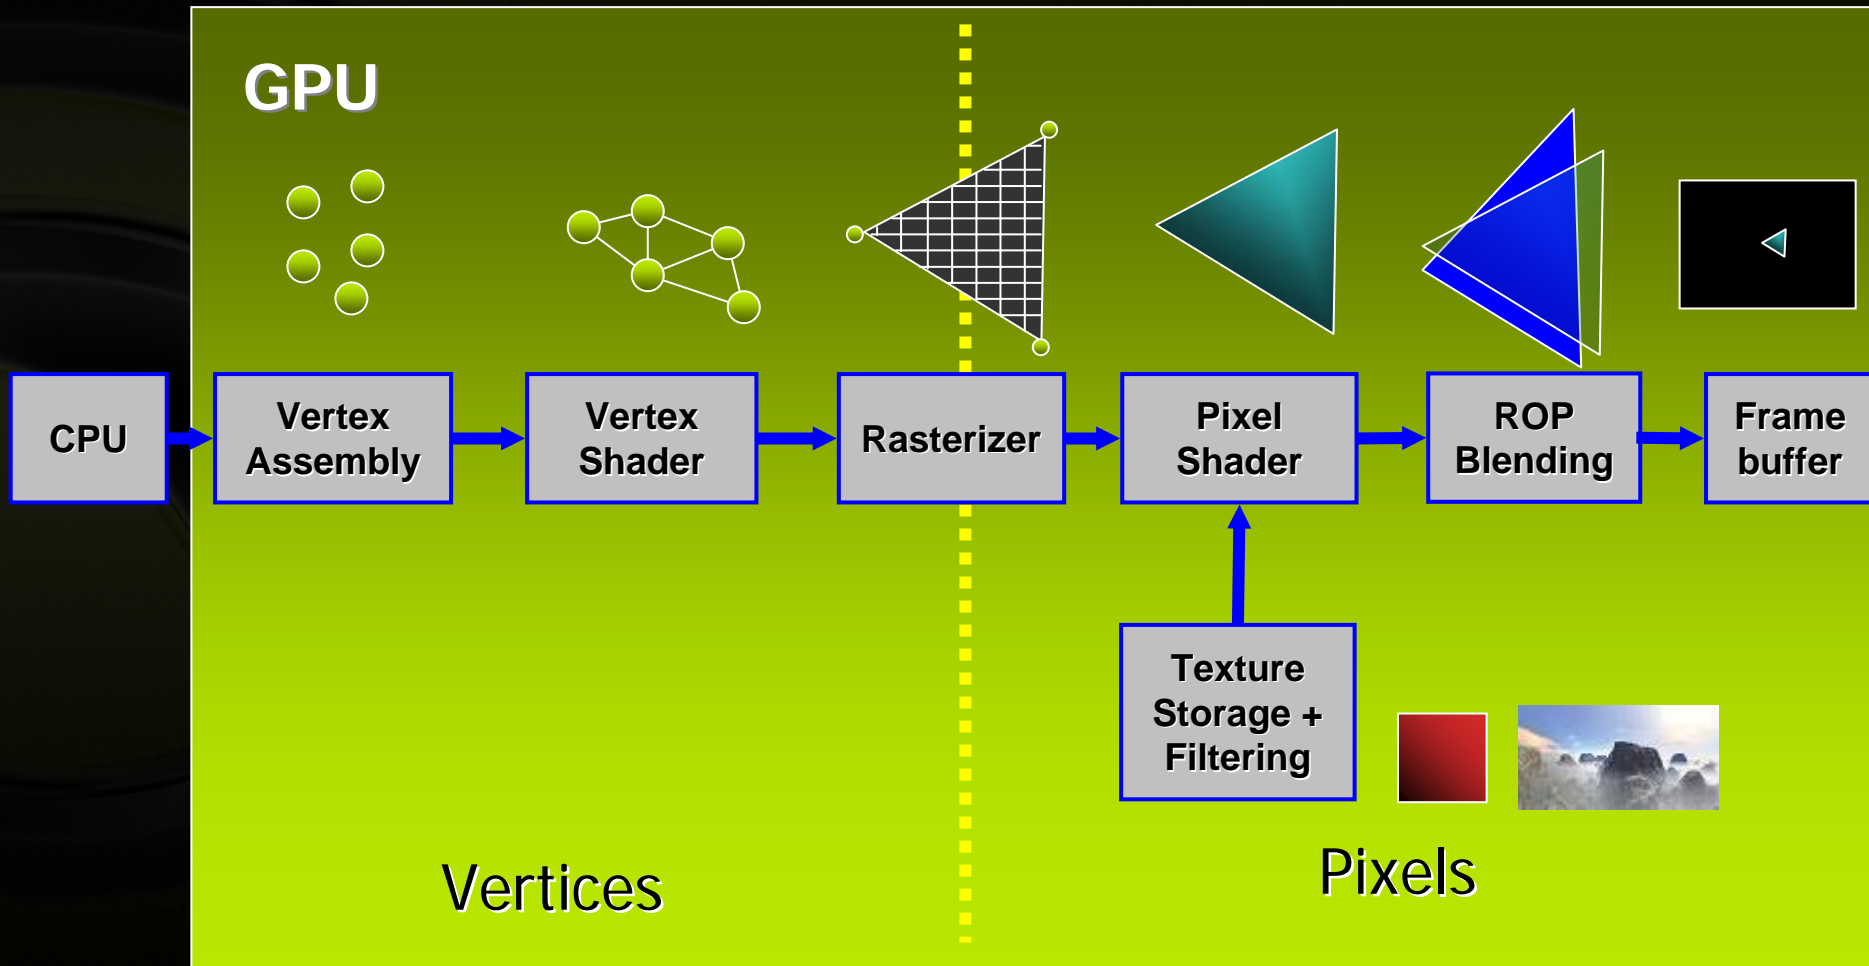 GPU
CPU
Vertex
Assembly
Vertex
Shader
Rasterizer
Pixel
Shader
ROP
Blending
Frame
buffer
Texture
Storage +
Filtering
Vertices
Pixels